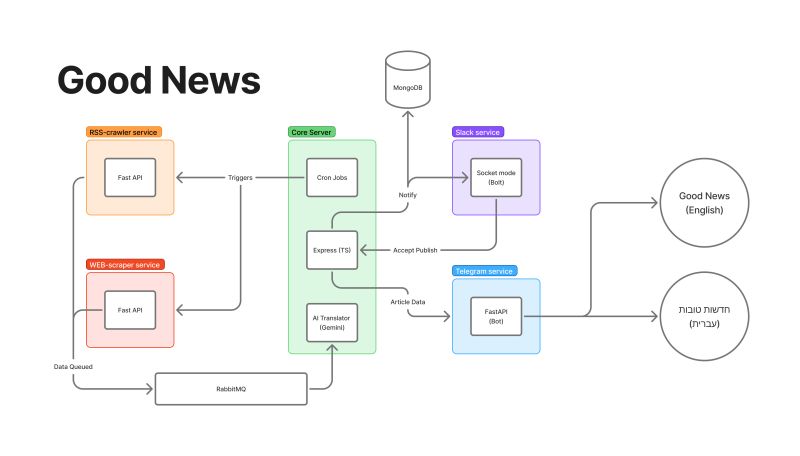 Good News
MongoDB
RSS-crawler service
Core Server
Slack service
Fast API
Triggers
Cron Jobs
Socket mode
(Bolt)
Notify
Good News
(English)
Express (TS)
Accept Publish
WEB-scraper service
Telegram service
Fast API
Article Data
AI Translator
(Gemini)
FastAPI
(Bot)
חדשות טובות
(עברית)
Data Queued
RabbitMQ